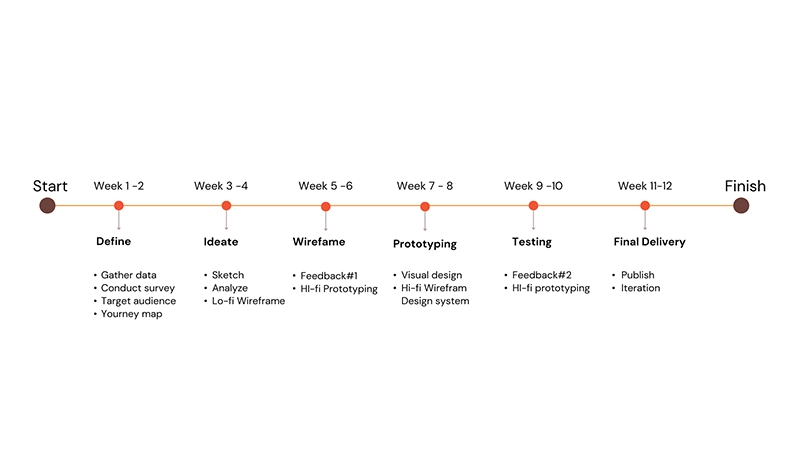 Start
Week 1 -2
Week 3 -4
Week 5 -6
Week 7 - 8
Week 9 -10
Week 11-12
Finish
Define
• Gather data
• Conduct survey
• Target audience
• Yourney map
Ideate
• Sketch
• Analyze
• Lo-fi Wireframe
Wirefame
• Feedback#1
• HI-fi Prototyping
Prototyping
• Visual design
• Hi-fi Wirefram
Design system
Testing
• Feedback#2
• HI-fi prototyping
Final Delivery
• Publish
• Iteration